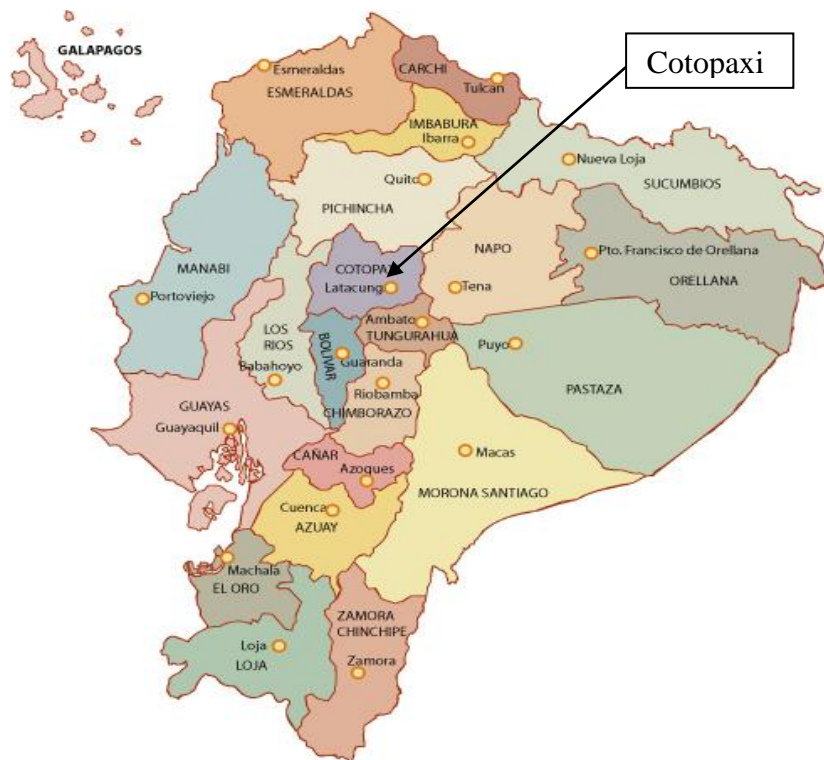 GALAPAGOS
Cotopaxi
Esmeraldas
ESMERALDAS
CARCHI
Tulcan
IMBABURA
Ibarra
Nueva Loja
SUCUMBIOS
Quito
PICHINCHA
MANABI
Portoviejo
COTOPA
Latacung
NAPO
Tena
Pto. Francisco de Orellana
ORELLANA
LOS
RIOS
Babahoyo
BOLIVAR
Guaranda
Ambato
TUNGURAHUA
Puyo
PASTAZA
Riobamba
CHIMBORAZO
GUAYAS
Guayaquil
CAÑAR
Azogues
Macas
MORONA SANTIAGO
Cuenca
AZUAY
Machala
EL ORO
ZAMORA
CHINCHIPE
Zamora
Loja
LOJA